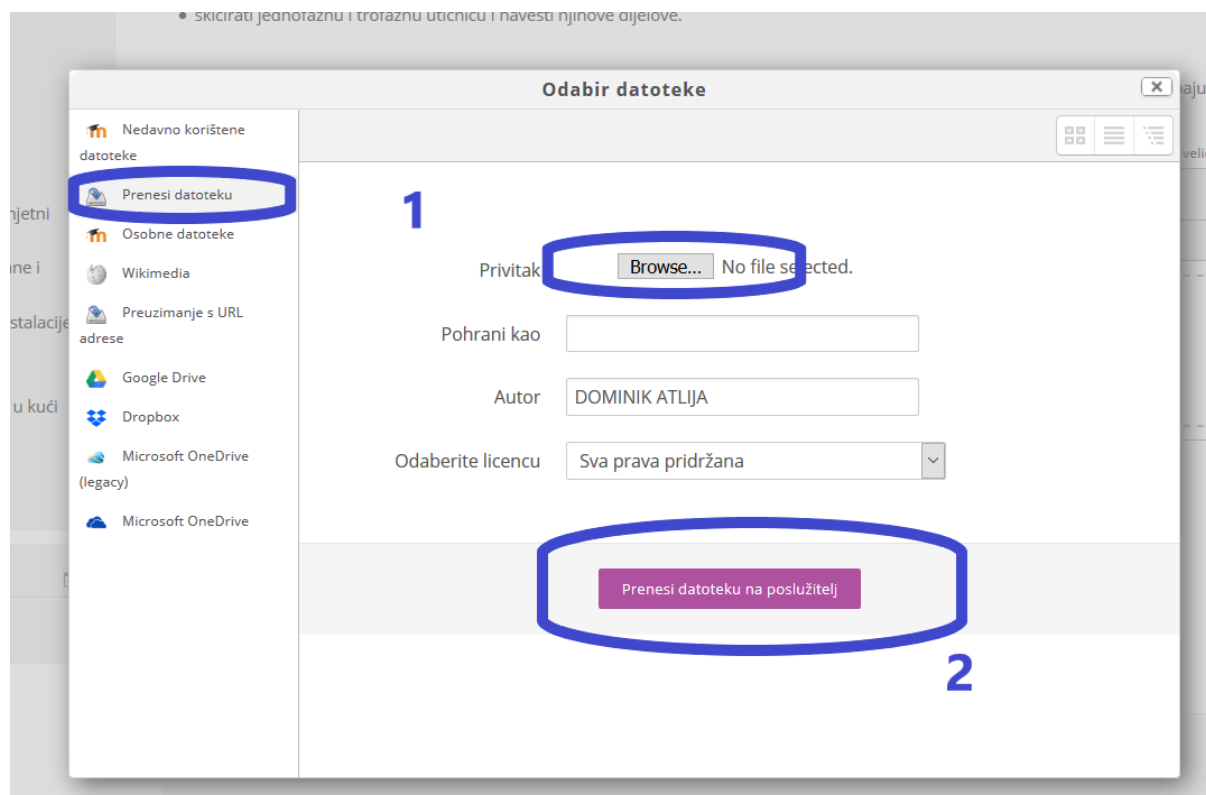 • skicirati jednofaznu i trofaznu utičnicu i navesti njihove dijelove.
Odabir datoteke
Nedavno korištene
datoteke
Prenesi datoteku
Osobne datoteke
Wikimedia
Preuzimanje s URL
adrese
Google Drive
Dropbox
Microsoft OneDrive
(legacy)
Microsoft OneDrive
1
Privitak
Browse... No file selected.
Pohrani kao
Autor
DOMINIK ATLIJA
Odaberite licencu
Sva prava pridržana
Prenesi datoteku na poslužitelj
2
u kući